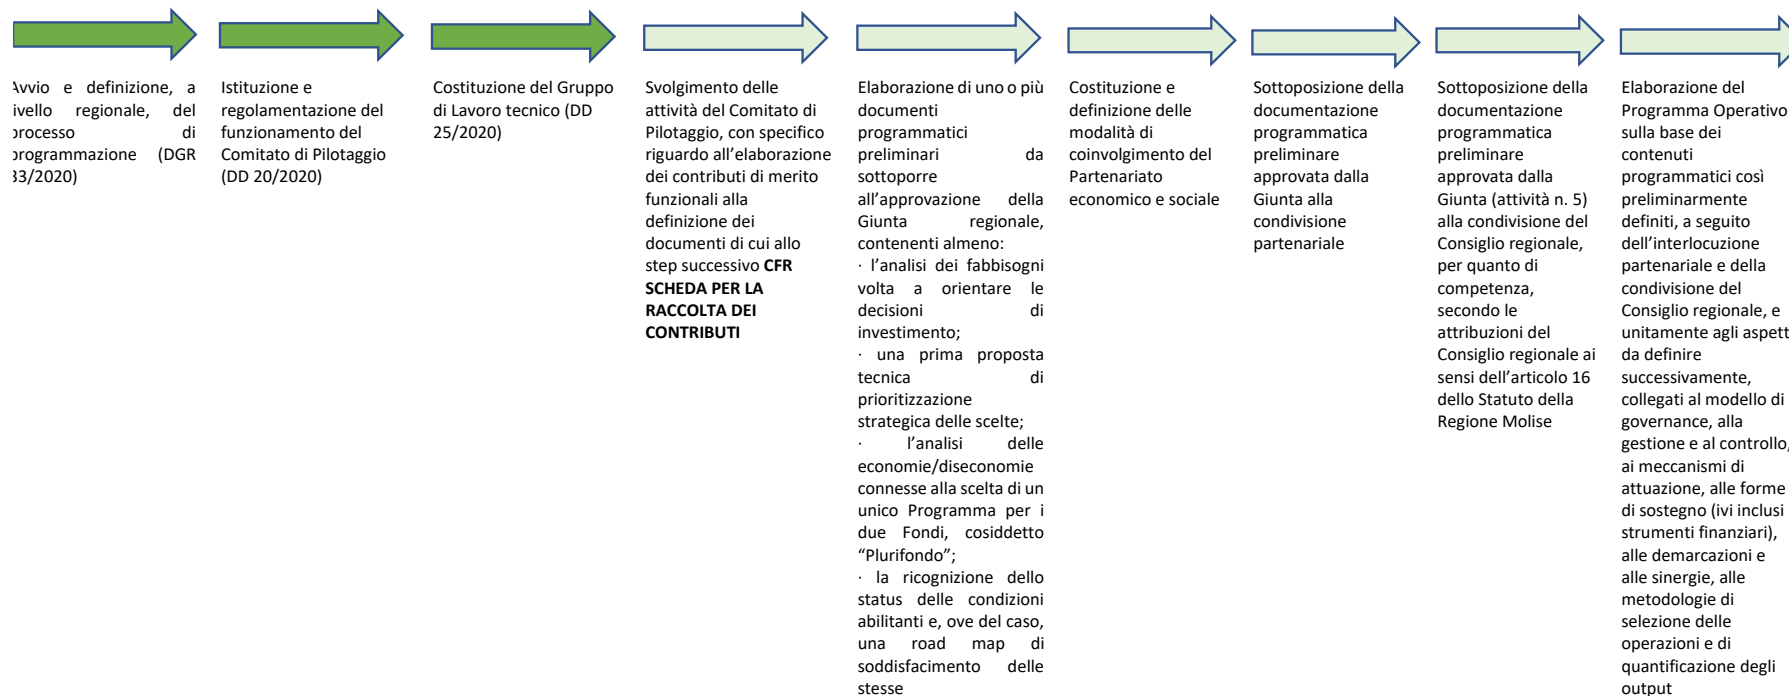 Avvio e definizione, a
livello regionale, del
processo di
programmazione (DGR
33/2020)
Istituzione e
regolamentazione del
funzionamento del
Comitato di Pilotaggio
(DD 20/2020)
Costituzione del Gruppo
di Lavoro tecnico (DD
25/2020)
Svolgimento delle
attività del Comitato di
Pilotaggio, con specifico
riguardo all’elaborazione
dei contributi di merito
funzionali alla
definizione dei
documenti di cui allo
step successivo CFR
SCHEDA PER LA
RACCOLTA DEI
CONTRIBUTI
Elaborazione di uno o più
documenti
programmatici
preliminari da
sottoporre
all’approvazione della
Giunta regionale,
contenenti almeno:
· l’analisi dei fabbisogni
volta a orientare le
decisioni di
investimento;
· una prima proposta
tecnica di
prioritizzazione
strategica delle scelte;
· l’analisi delle
economie/diseconomie
connesse alla scelta di un
unico Programma per i
due Fondi, cosiddetto
“Plurifondo”;
· la ricognizione dello
status delle condizioni
abilitanti e, ove del caso,
una road map di
soddisfacimento delle
stesse
Costituzione e
definizione delle
modalità di
coinvolgimento del
Partenariato
economico e sociale
Sottoposizione della
documentazione
programmatica
preliminare
approvata dalla
Giunta alla
condivisione
partenariale
Sottoposizione della
documentazione
programmatica
preliminare
approvata dalla
Giunta (attività n. 5)
alla condivisione del
Consiglio regionale,
per quanto di
competenza,
secondo le
attribuzioni del
Consiglio regionale ai
sensi dell’articolo 16
dello Statuto della
Regione Molise
Elaborazione del
Programma Operativo
sulla base dei
contenuti
programmatici così
preliminarmente
definiti, a seguito
dell’interlocuzione
partenariale e della
condivisione del
Consiglio regionale, e
unitamente agli aspett
da definire
successivamente,
collegati al modello di
governance, alla
gestione e al controllo,
ai meccanismi di
attuazione, alle forme
di sostegno (ivi inclusi
strumenti finanziari),
alle demarcazioni e
alle sinergie, alle
metodologie di
selezione delle
operazioni e di
quantificazione degli
output